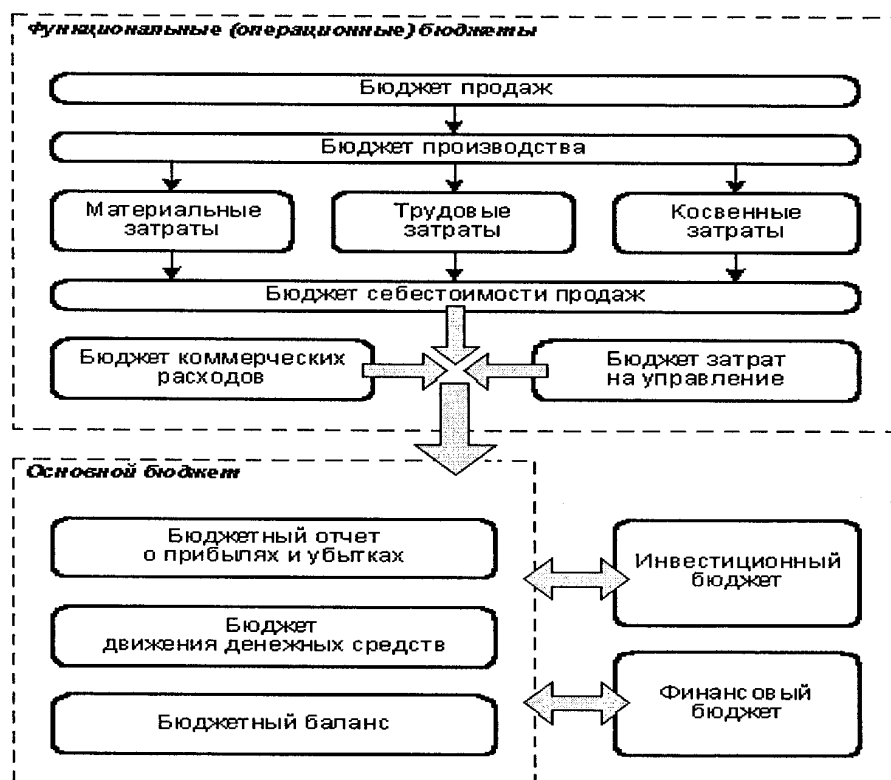 Функциональные (операционные) бюджеты
Бюджет продаж
Бюджет производства
Материальные
затраты
Трудовые
затраты
Косвенные
затраты
Бюджет себестоимости продаж
Бюджет коммерческих
расходов
Бюджет затрат
на управление
Основной бюджет
Бюджетный отчет
о прибылях и убытках
Бюджет
движения денежных средств
Бюджетный баланс
Инвестиционный
бюджет
Финансовый
бюджет